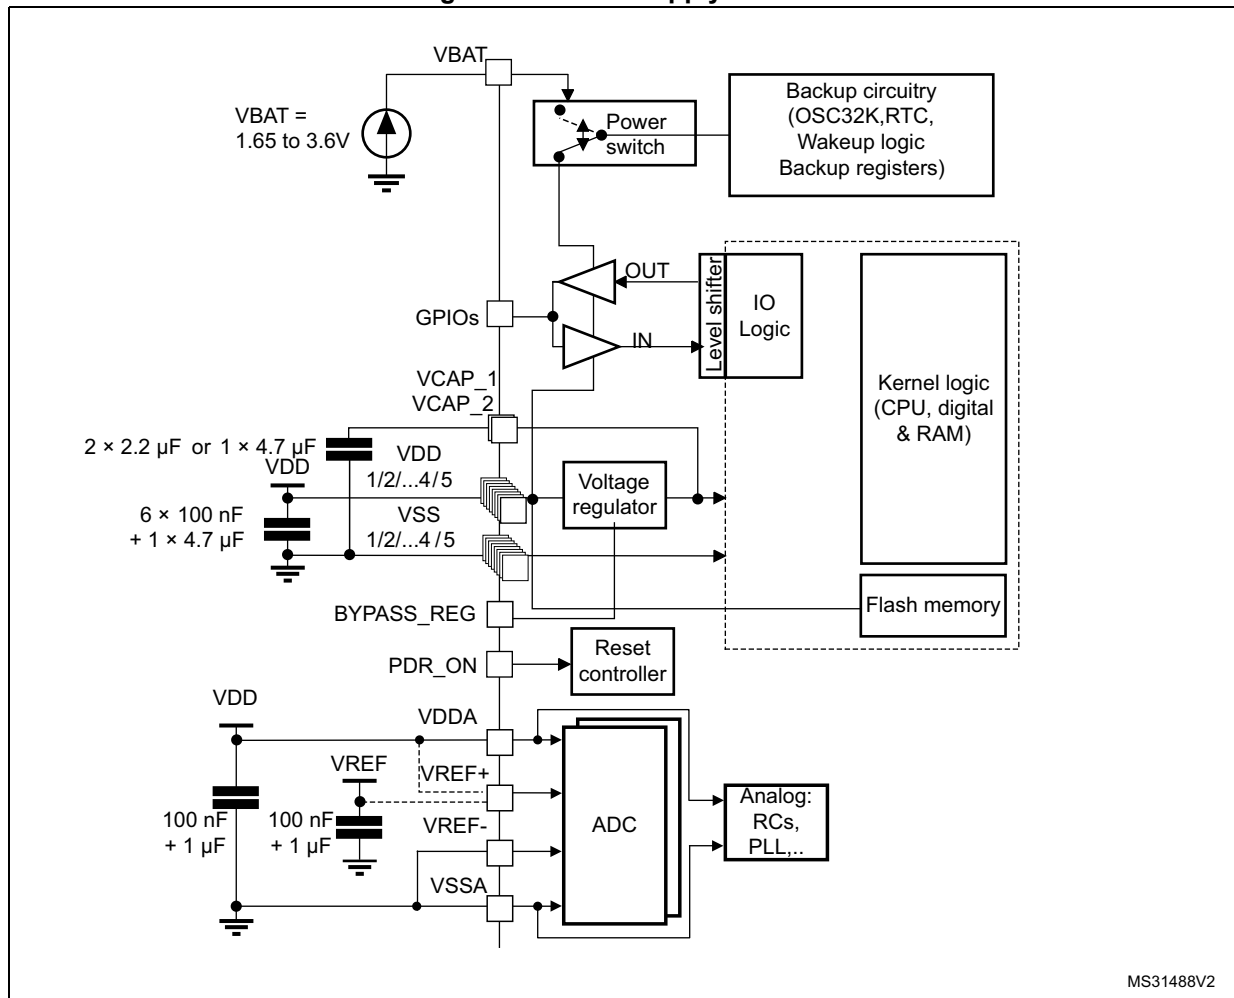 VBAT
VBAT =
1.65 to 3.6V
Power
switch
Backup circuitry
(OSC32K,RTC,
Wakeup logic
Backup registers)
OUT
GPIOs
IN
Level shifter
IO
Logic
Kernel logic
(CPU, digital
& RAM)
VCAP_1
VCAP_2
2 × 2.2 μF or 1 × 4.7 μF
VDD
VDD
1/2/...4/5
Voltage
regulator
6 × 100 nF
+ 1 × 4.7 μF
VSS
1/2/...4/5
Flash memory
BYPASS_REG
PDR_ON
Reset
controller
VDD
VDDA
VREF
VREF+
100 nF
+ 1 μF
100 nF
+ 1 μF
VREF-
VSSA
ADC
Analog:
RCs,
PLL,..
MS31488V2